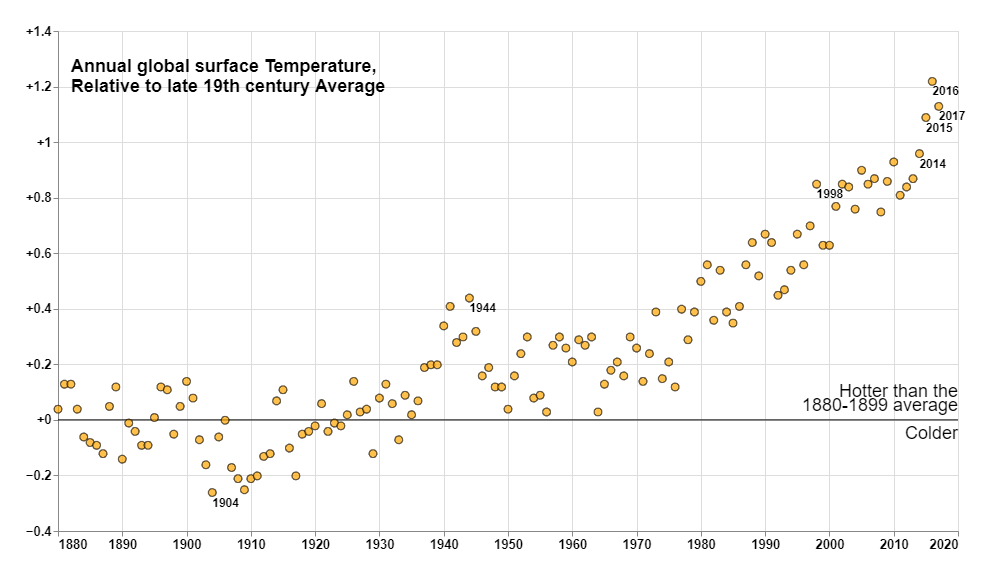 +1.4
Annual global surface Temperature,
Relative to late 19th century Average
+1.2
2016
2017
2015
+1
2014
+0.8
1998
+0.6
+0.4
1944
+0.2
Hotter than the
1880-1899 average
+0
Colder
−0.2
1904
−0.4
1880 1890 1900 1910 1920 1930 1940 1950 1960 1970 1980 1990 2000 2010 2020